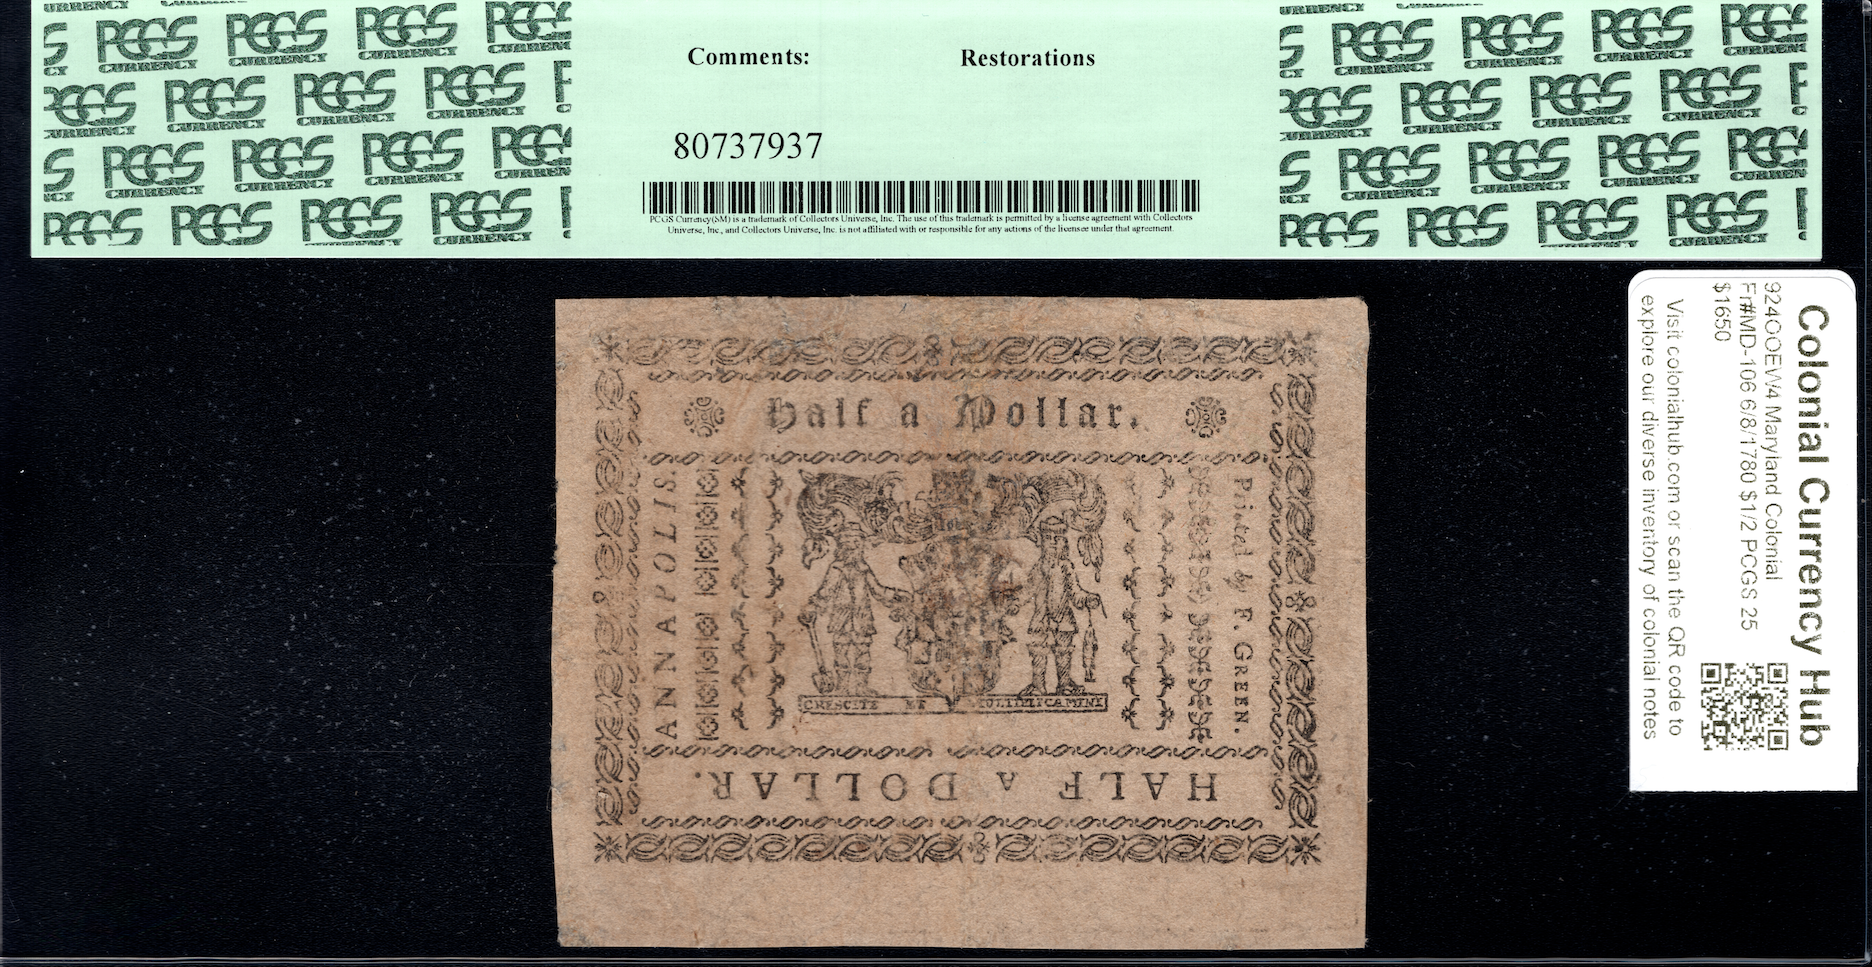 Comments: Restorations
80737937
PCGS Currency(SM) is a trademark of Collectors Universe, Inc. The use of this trademark is permitted by a license agreement with Collectors
Universe, Inc., and Collectors Universe, Inc. is not affiliated with or responsible for any actions of the licensee under that agreement.
PCGS
CURRENCY
Half a Dollar.
ANNAPOLIS.
Printed by F. GREEN.
CRESCITE ET MULTIPLICAMINI
HALF A DOLLAR.
Colonial Currency Hub
924OOEW4 Maryland Colonial
Fr#MD-106 6/8/1780 $1/2 PCGS 25
$1650
Visit colonialhub.com or scan the QR code to
explore our diverse inventory of colonial notes